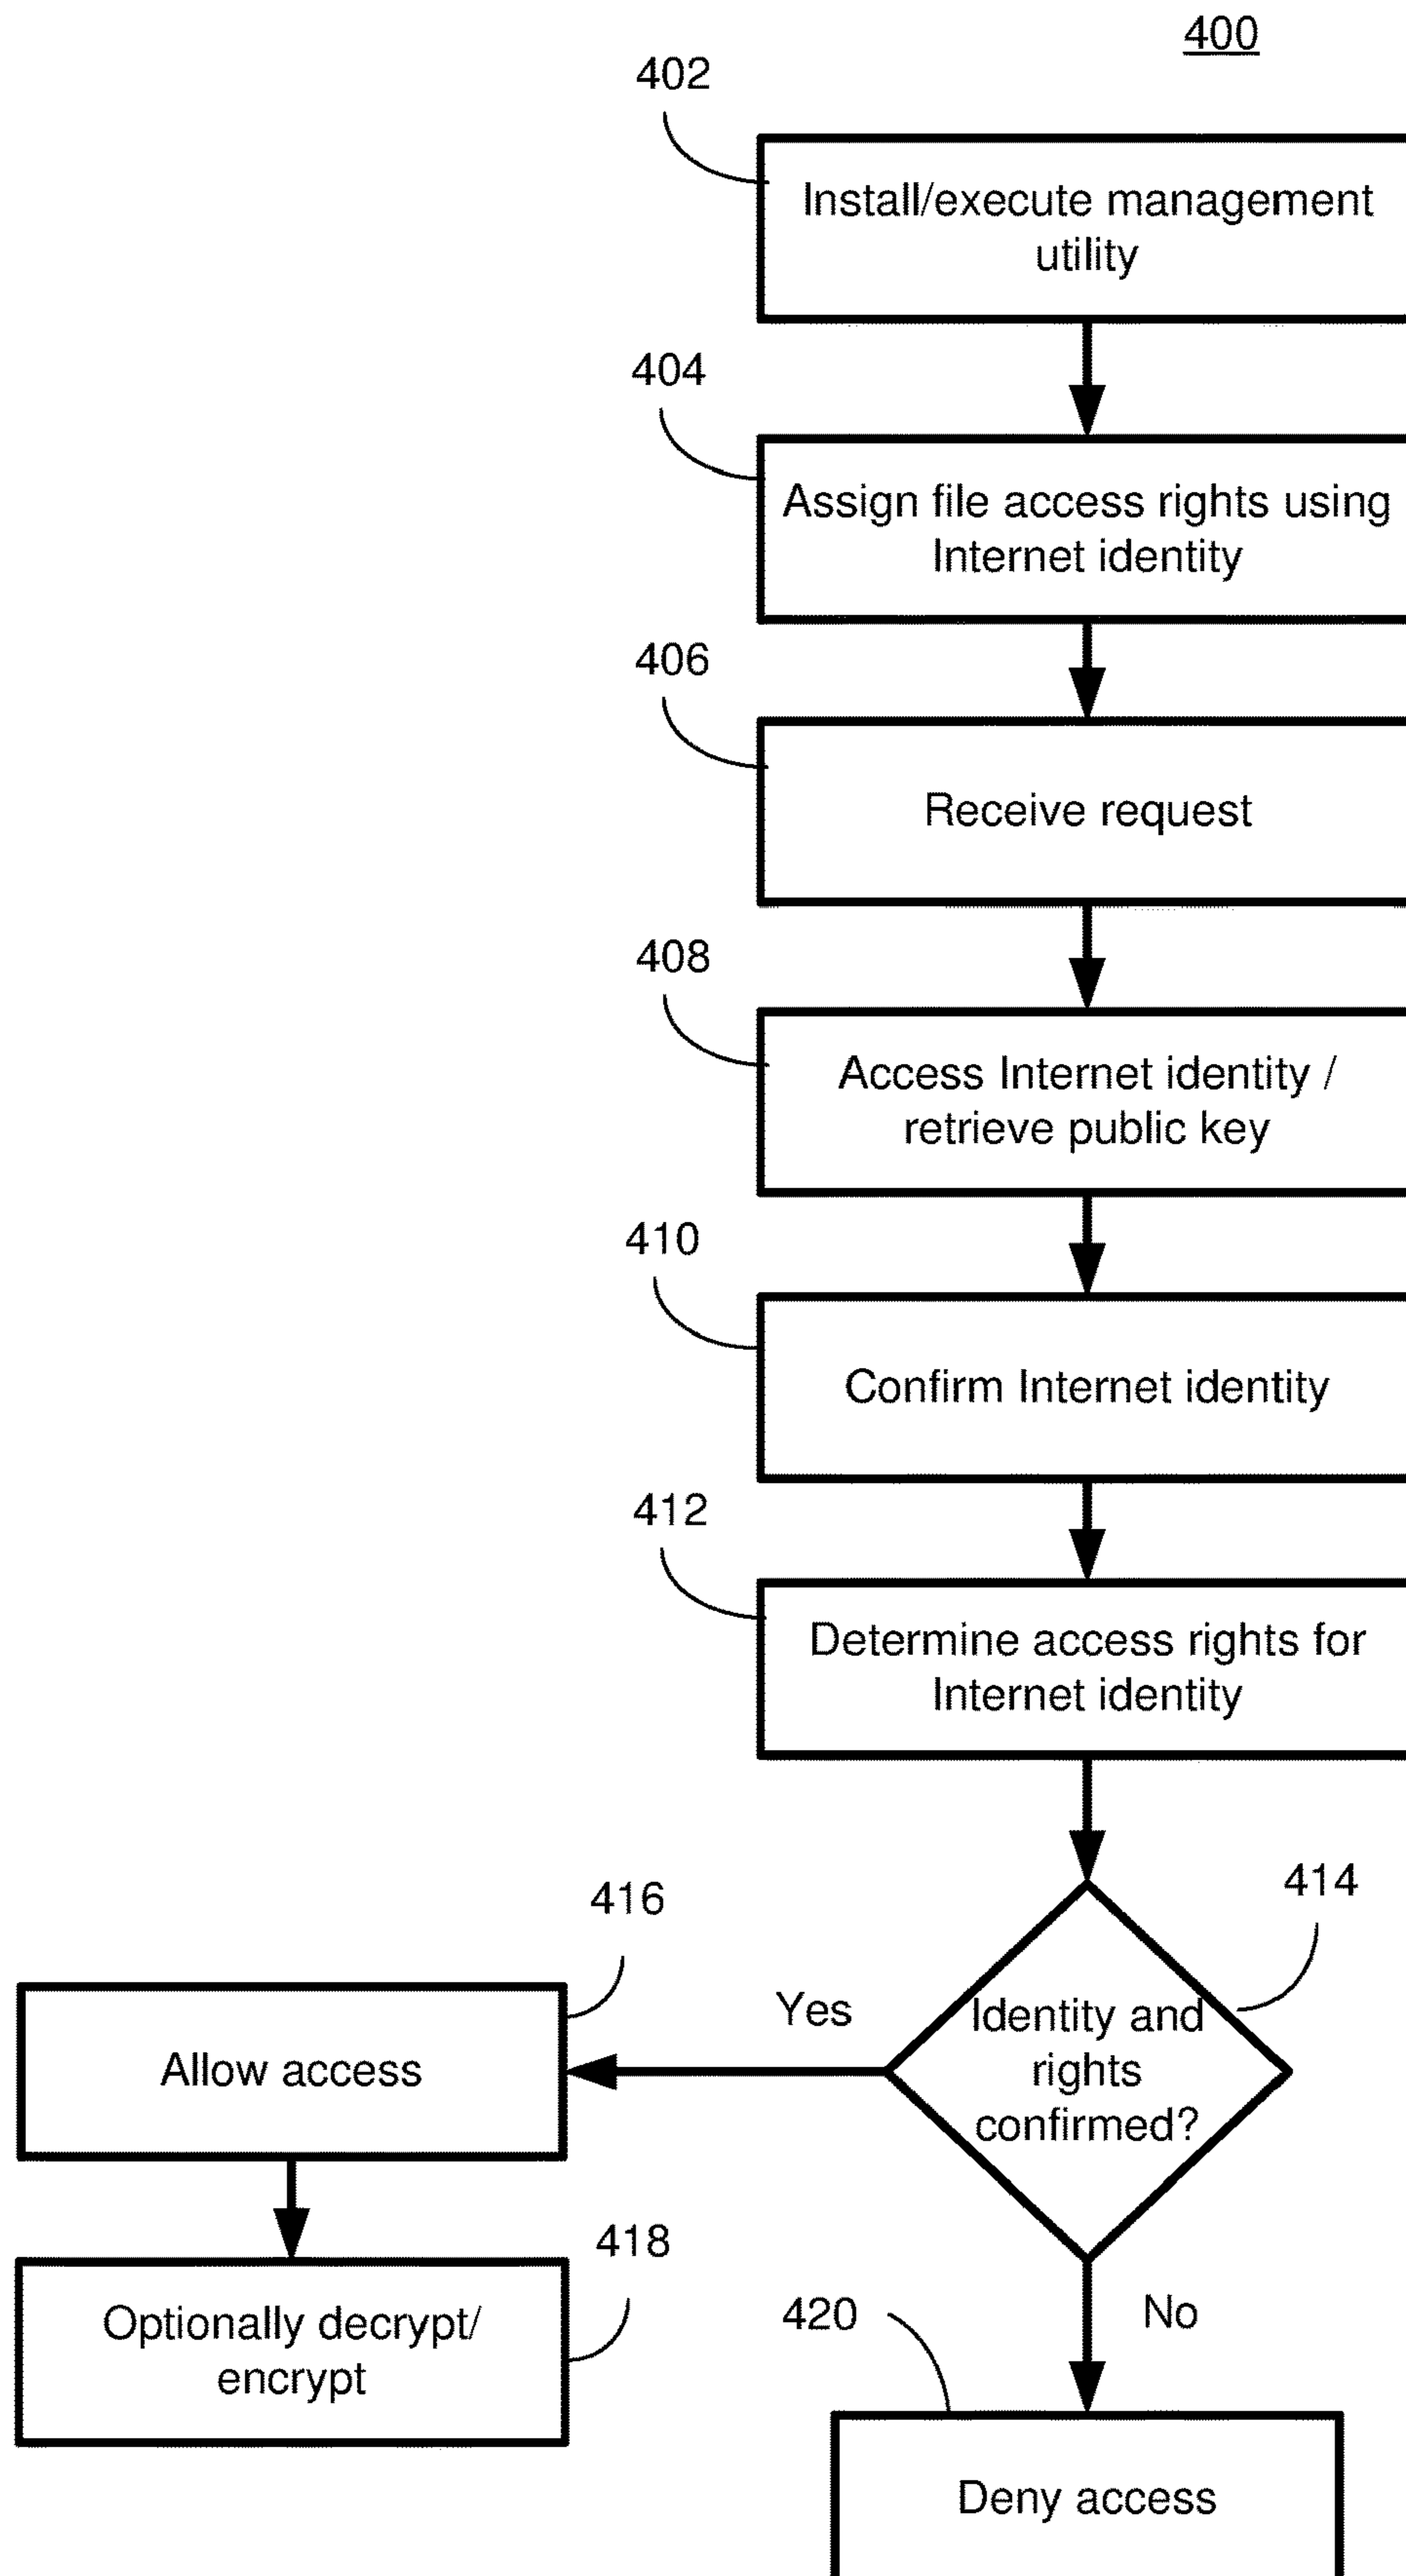 400
402
Install/execute management
utility
404
Assign file access rights using
Internet identity
406
Receive request
408
Access Internet identity /
retrieve public key
410
Confirm Internet identity
412
Determine access rights for
Internet identity
414
416
Yes
Identity and
rights
confirmed?
Allow access
418
Optionally decrypt/
encrypt
420
No
Deny access